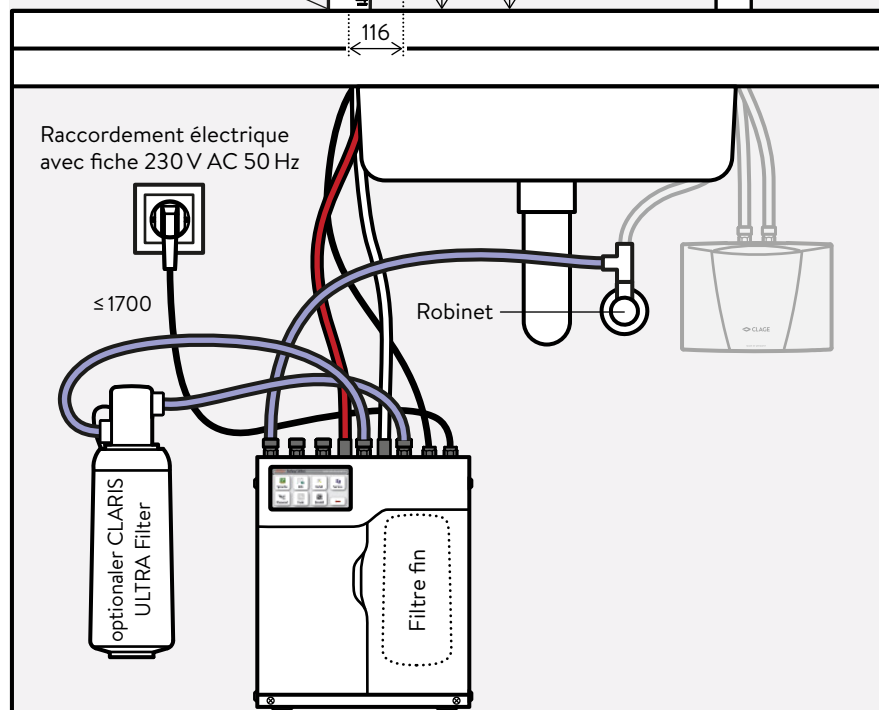 116
Raccordement électrique
avec fiche 230 V AC 50 Hz
≤ 1700
Robinet
CLAGE
optionaler CLARIS
ULTRA Filter
Filtre fin